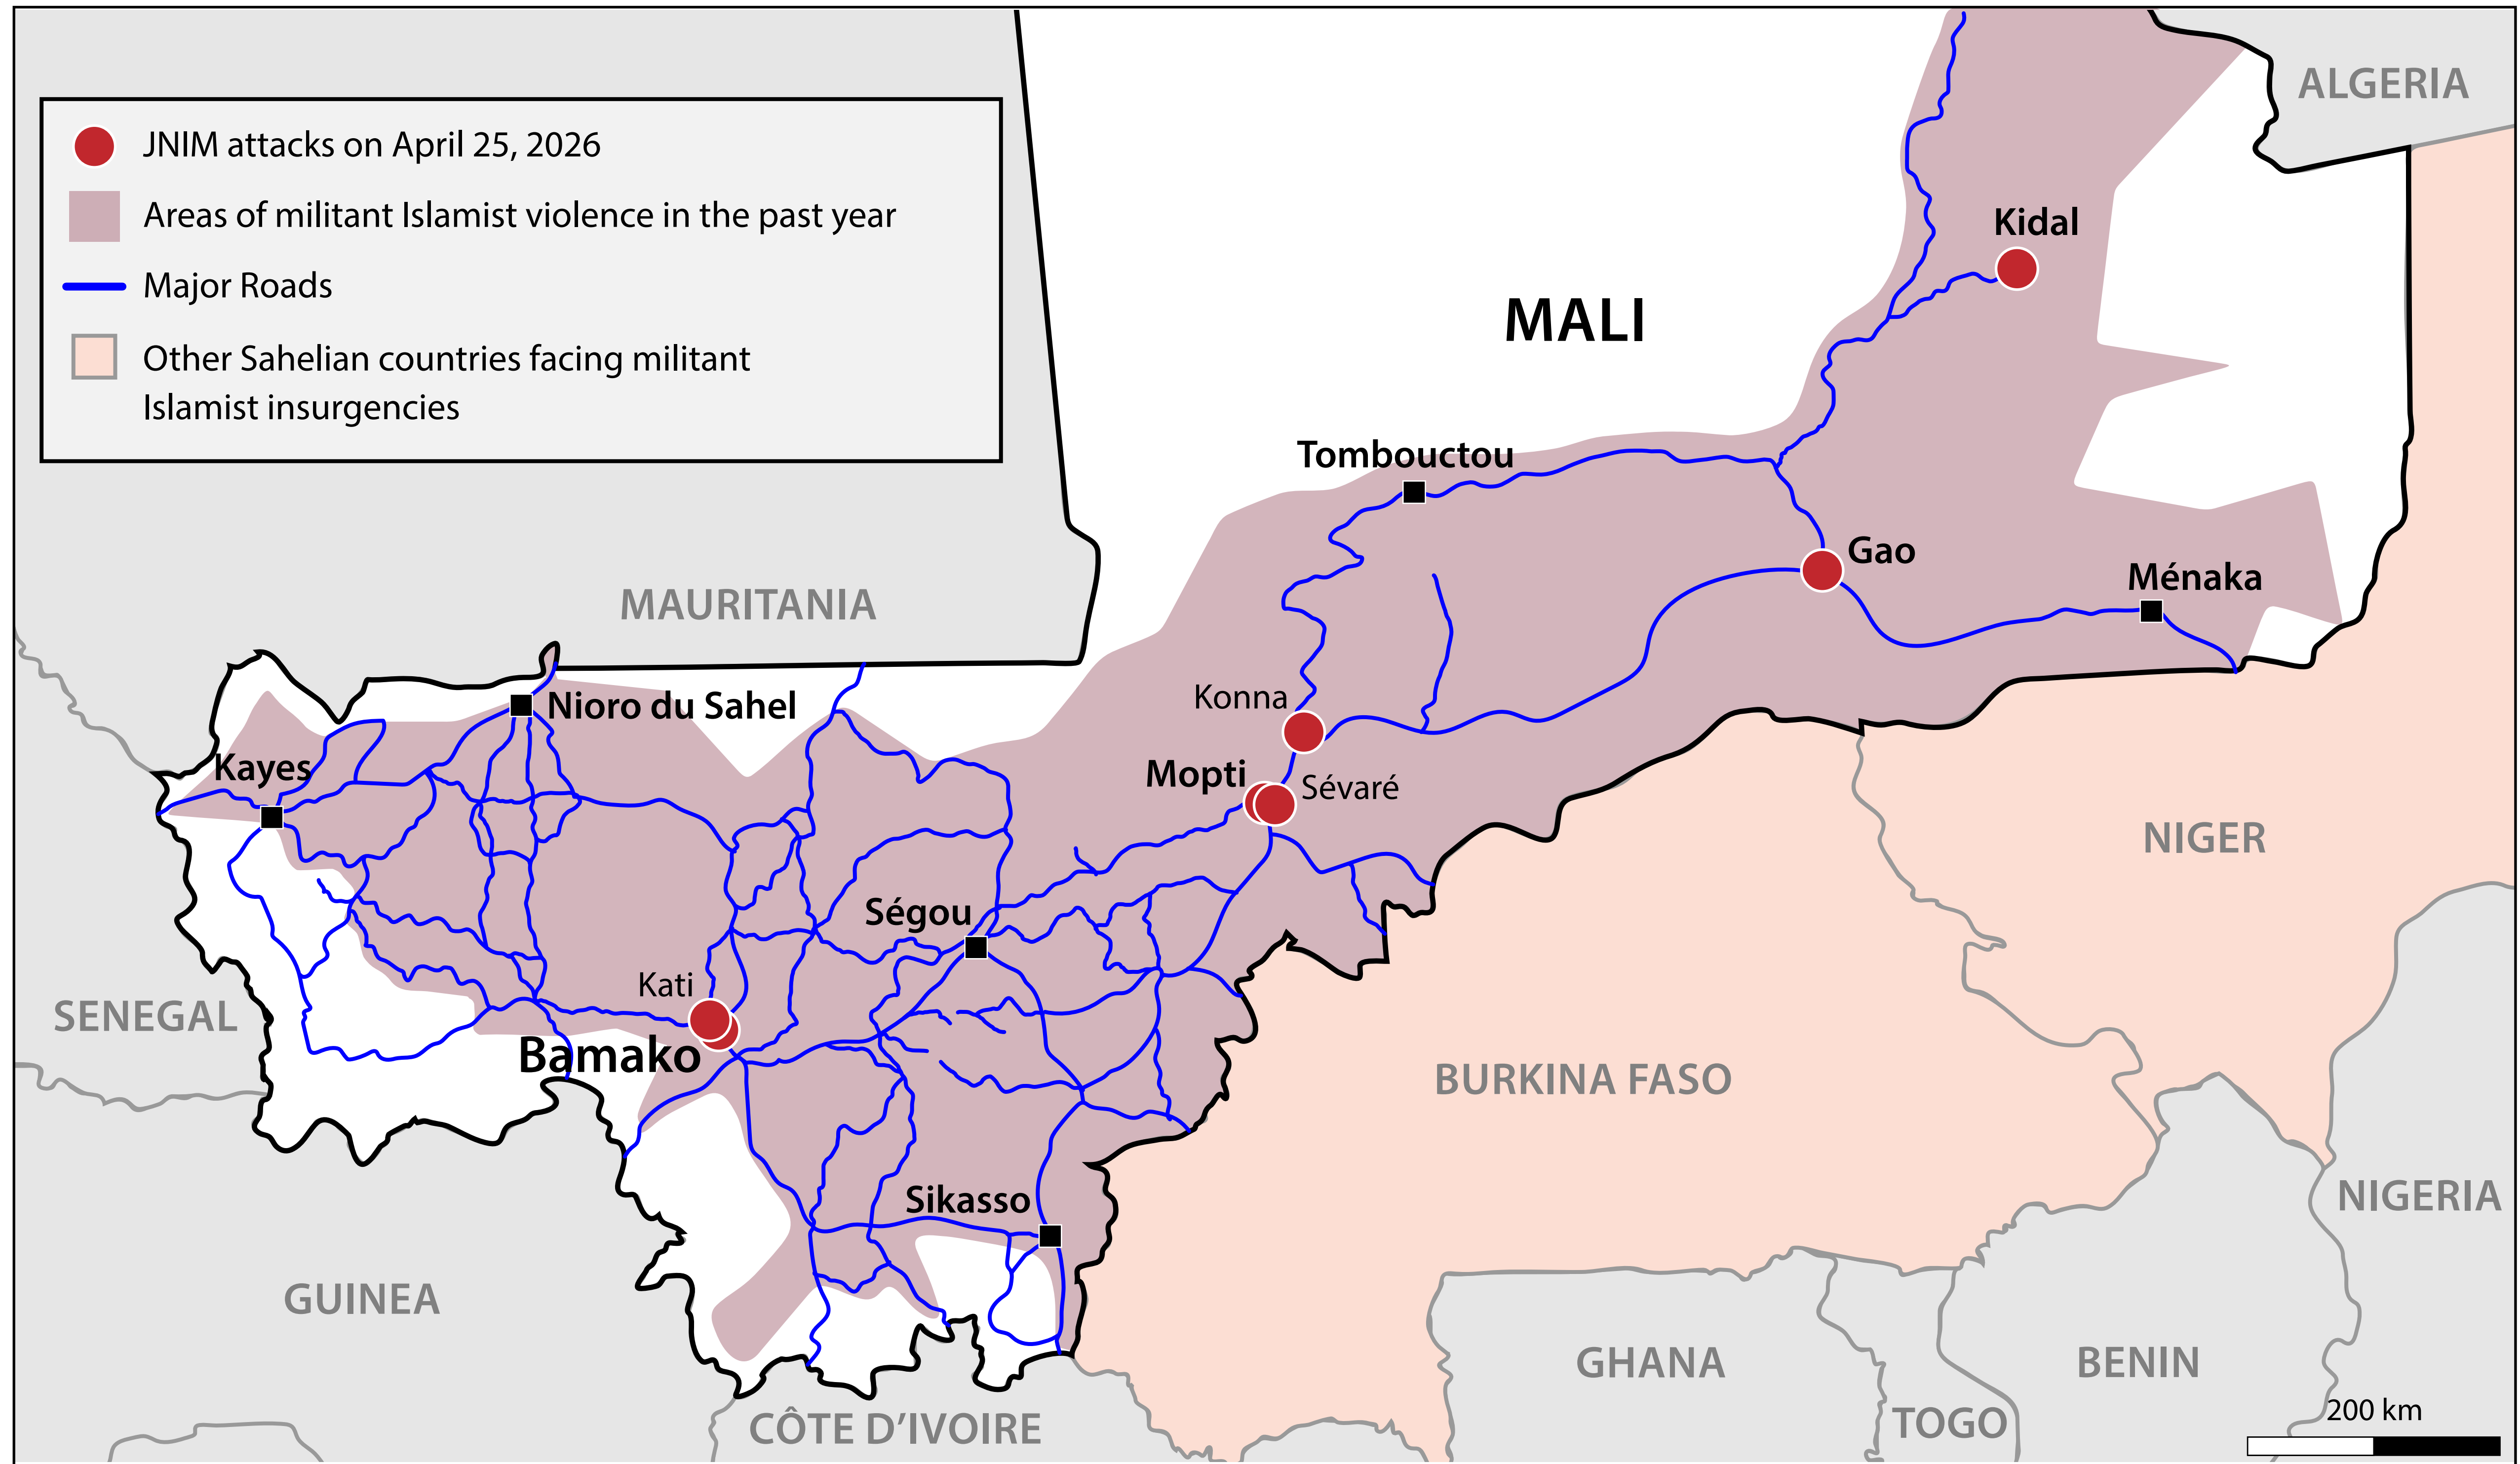 JNIM attacks on April 25, 2026
Areas of militant Islamist violence in the past year
Major Roads
Other Sahelian countries facing militant
Islamist insurgencies
ALGERIA
Kidal
MALI
Tombouctou
Gao
Ménaka
MAURITANIA
Konna
Nioro du Sahel
Mopti
Sévaré
Kayes
NIGER
Ségou
Kati
SENEGAL
Bamako
BURKINA FASO
Sikasso
NIGERIA
GUINEA
GHANA
BENIN
CÔTE D’IVOIRE
TOGO
200 km